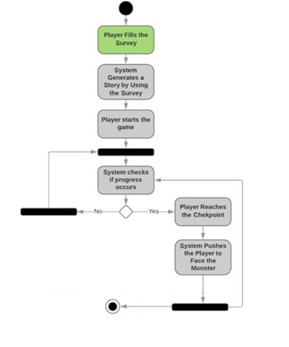 Player Fills the
Survey
System
Generates a
Story by Using
the Survey
Player starts the
game
System checks
if progress
occurs
No
Yes
Player Reaches
the Chekpoint
System Pushes
the Player to
Face the
Monster